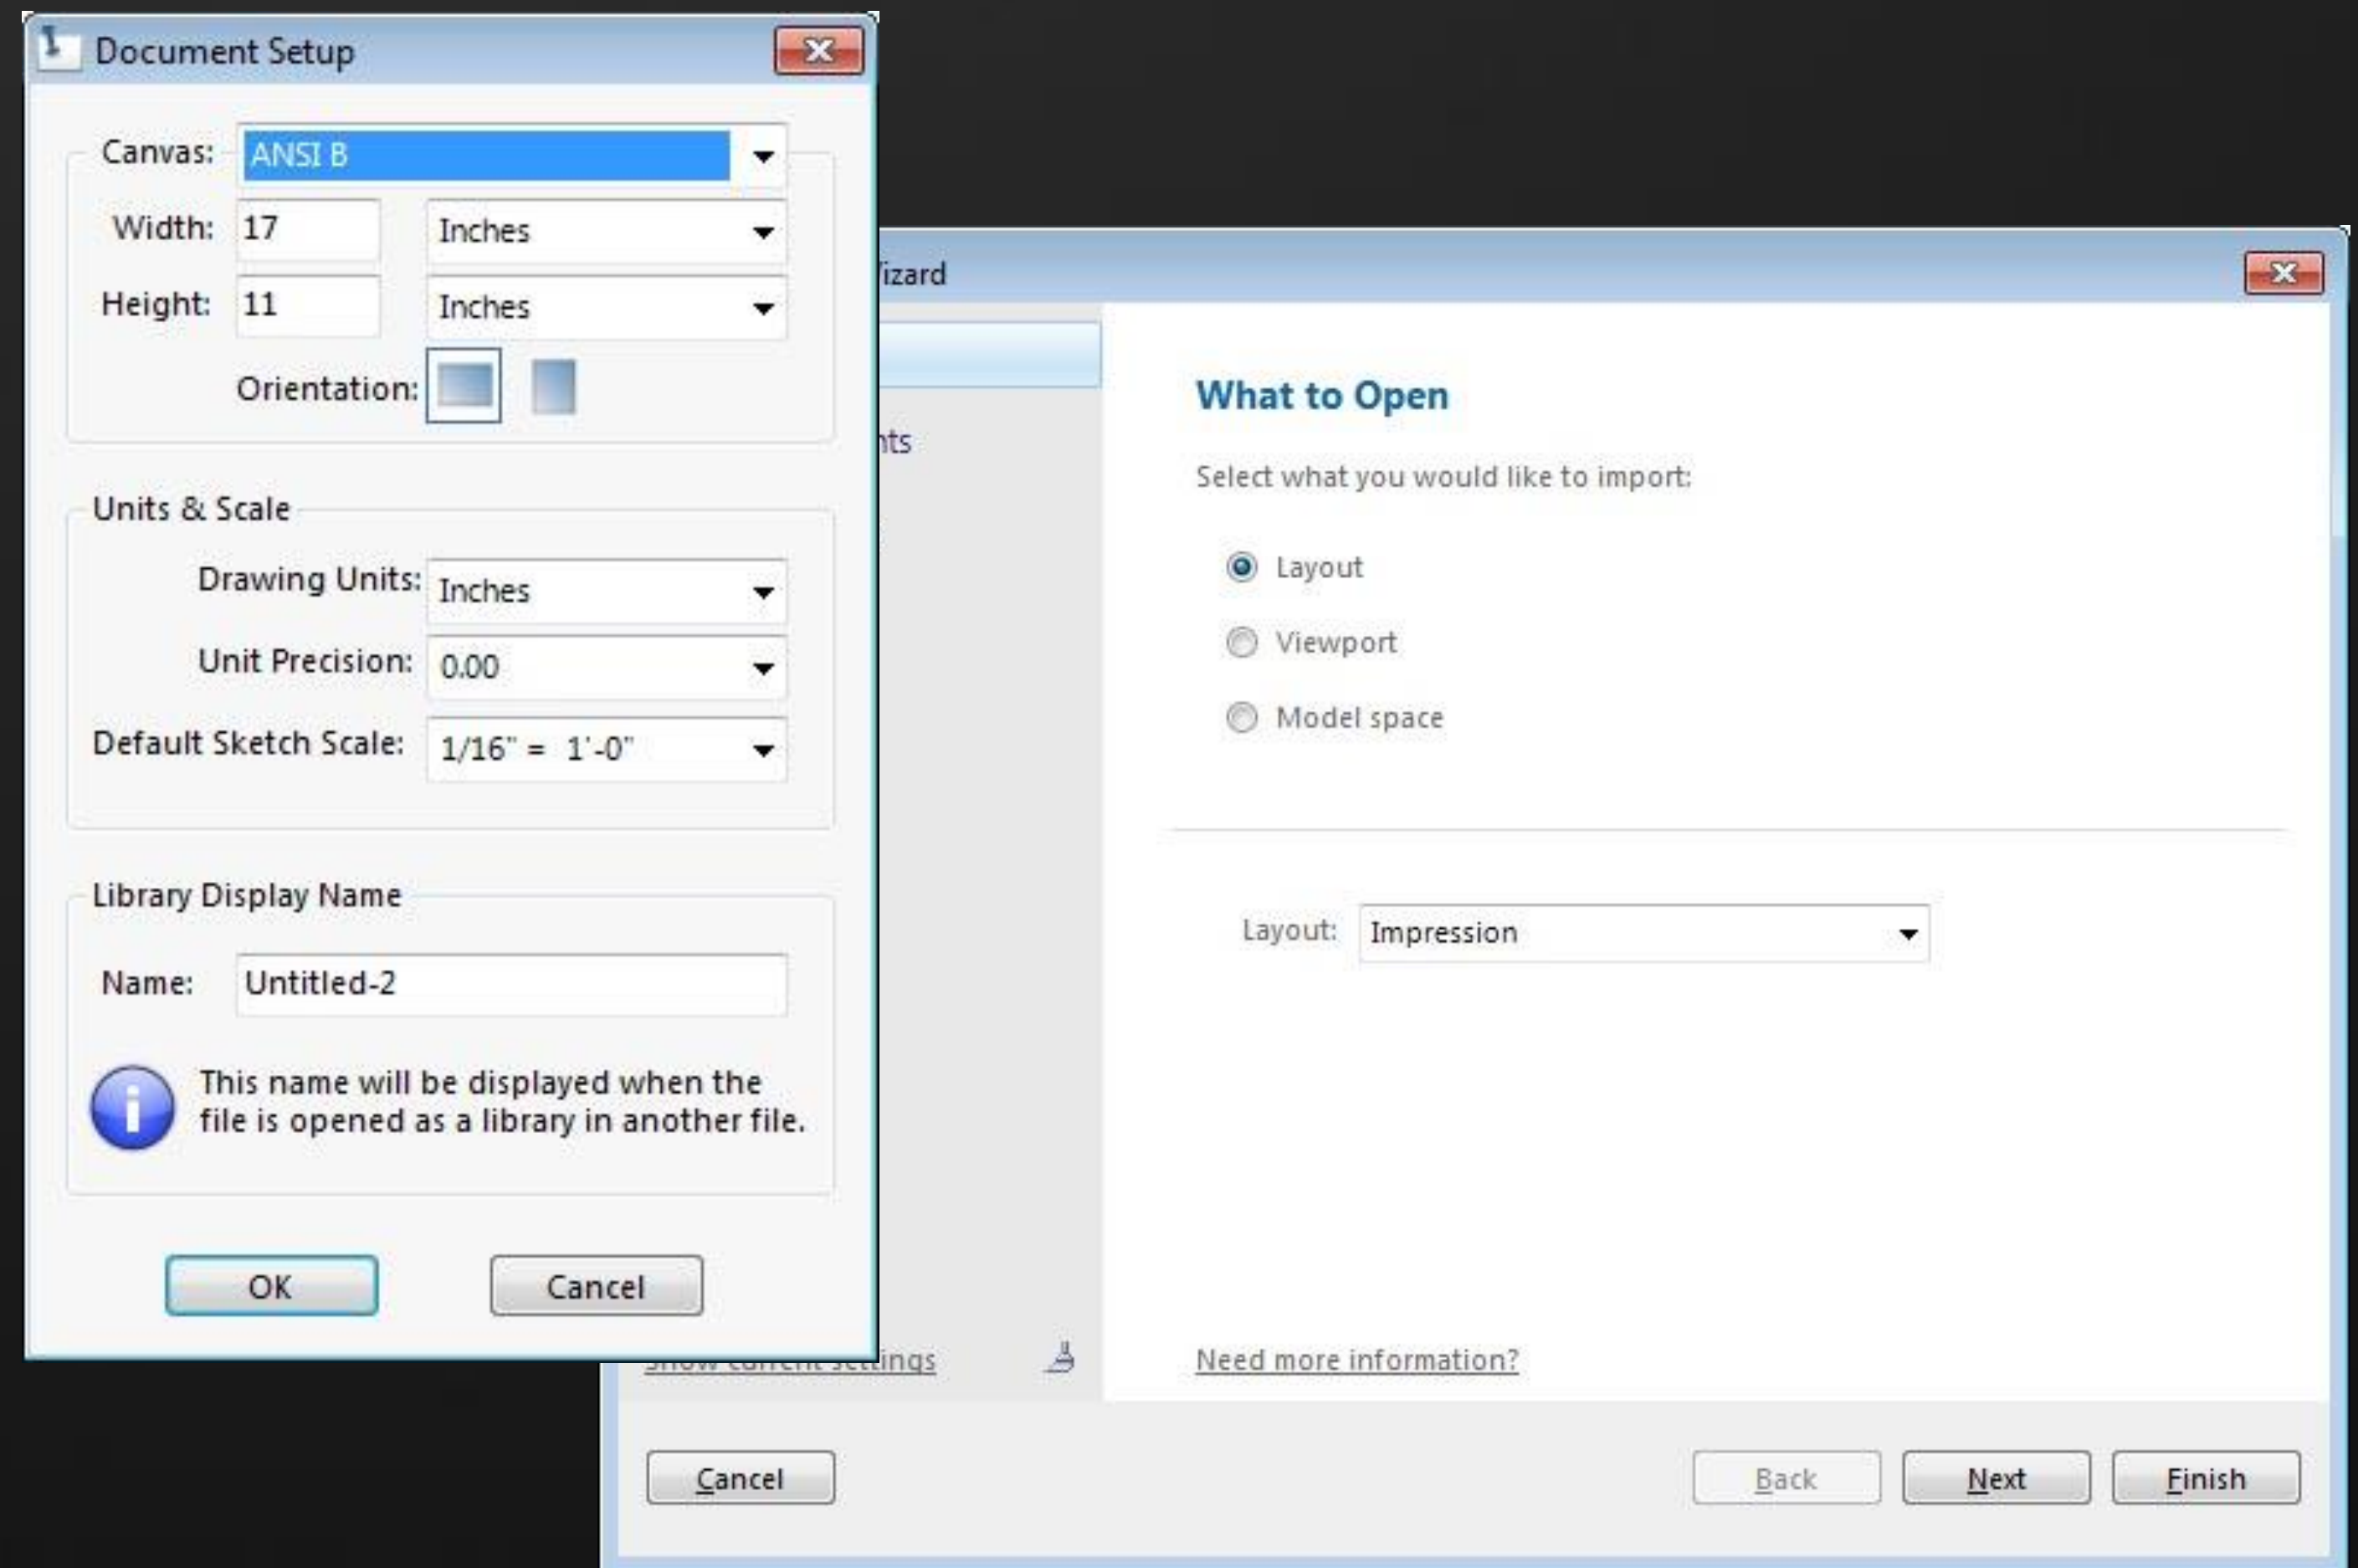 Document Setup
Canvas: ANSI B
Width: 17 Inches
Height: 11 Inches
Orientation:
Units & Scale
Drawing Units: Inches
Unit Precision: 0.00
Default Sketch Scale: 1/16" = 1'-0"
Library Display Name
Name: Untitled-2
This name will be displayed when the
file is opened as a library in another file.
OK Cancel
What to Open
Select what you would like to import:
Layout
Viewport
Model space
Layout: Impression
Show current settings
Need more information?
Cancel Back Next Finish